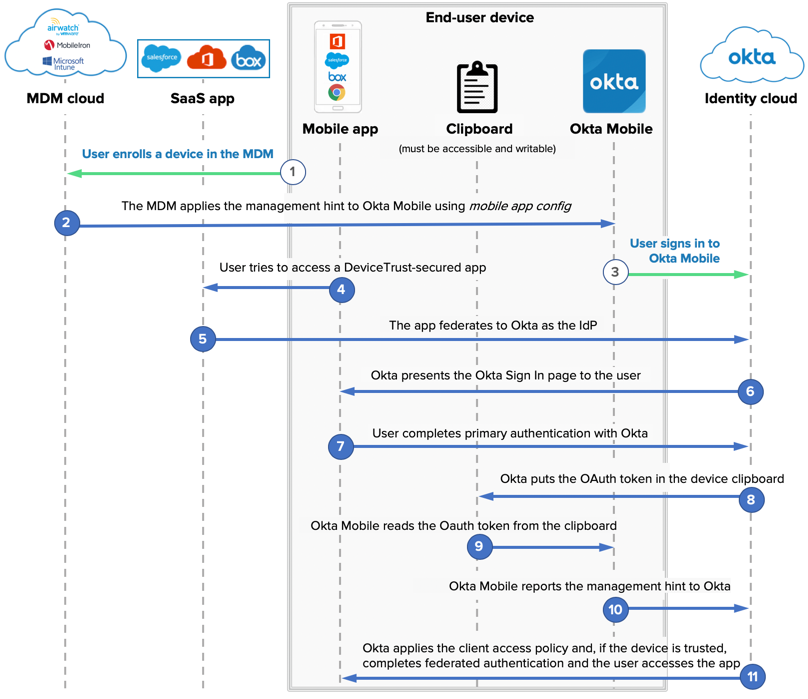 End-user device
airwatch
by vmware
MobileIron
Microsoft
Intune
salesforce
box
salesforce
box
okta
okta
MDM cloud
SaaS app
Mobile app
Clipboard
Okta Mobile
Identity cloud
(must be accessible and writable)
User enrolls a device in the MDM
1
The MDM applies the management hint to Okta Mobile using mobile app config
2
User signs in to
Okta Mobile
3
User tries to access a DeviceTrust-secured app
4
The app federates to Okta as the IdP
5
Okta presents the Okta Sign In page to the user
6
User completes primary authentication with Okta
7
Okta puts the OAuth token in the device clipboard
8
Okta Mobile reads the Oauth token from the clipboard
9
Okta Mobile reports the management hint to Okta
10
Okta applies the client access policy and, if the device is trusted,
completes federated authentication and the user accesses the app
11